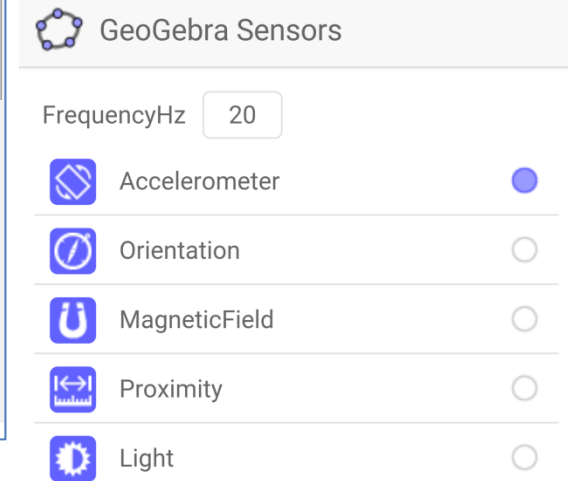 GeoGebra Sensors
FrequencyHz 20
Accelerometer
Orientation
MagneticField
Proximity
Light